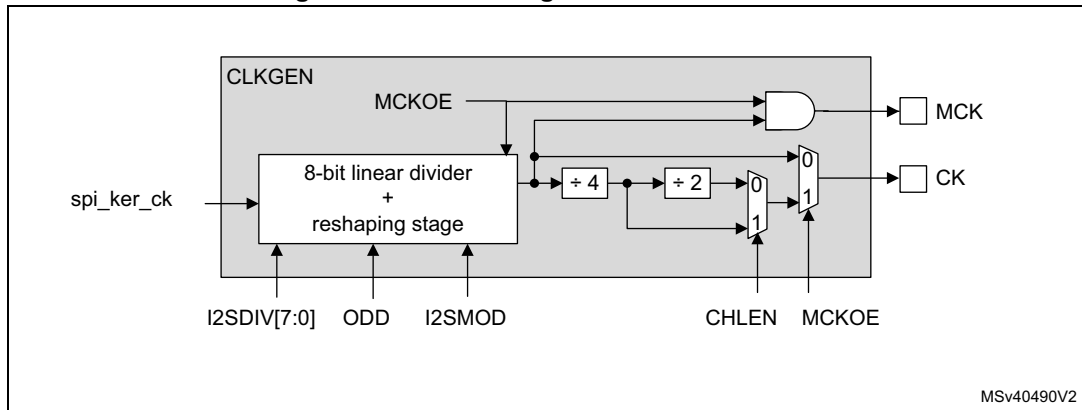 CLKGEN
MCKOE
MCK
8-bit linear divider
+
reshaping stage
÷ 4
÷ 2
0
1
0
1
CK
spi_ker_ck
I2SDIV[7:0]
ODD
I2SMOD
CHLEN
MCKOE
MSv40490V2